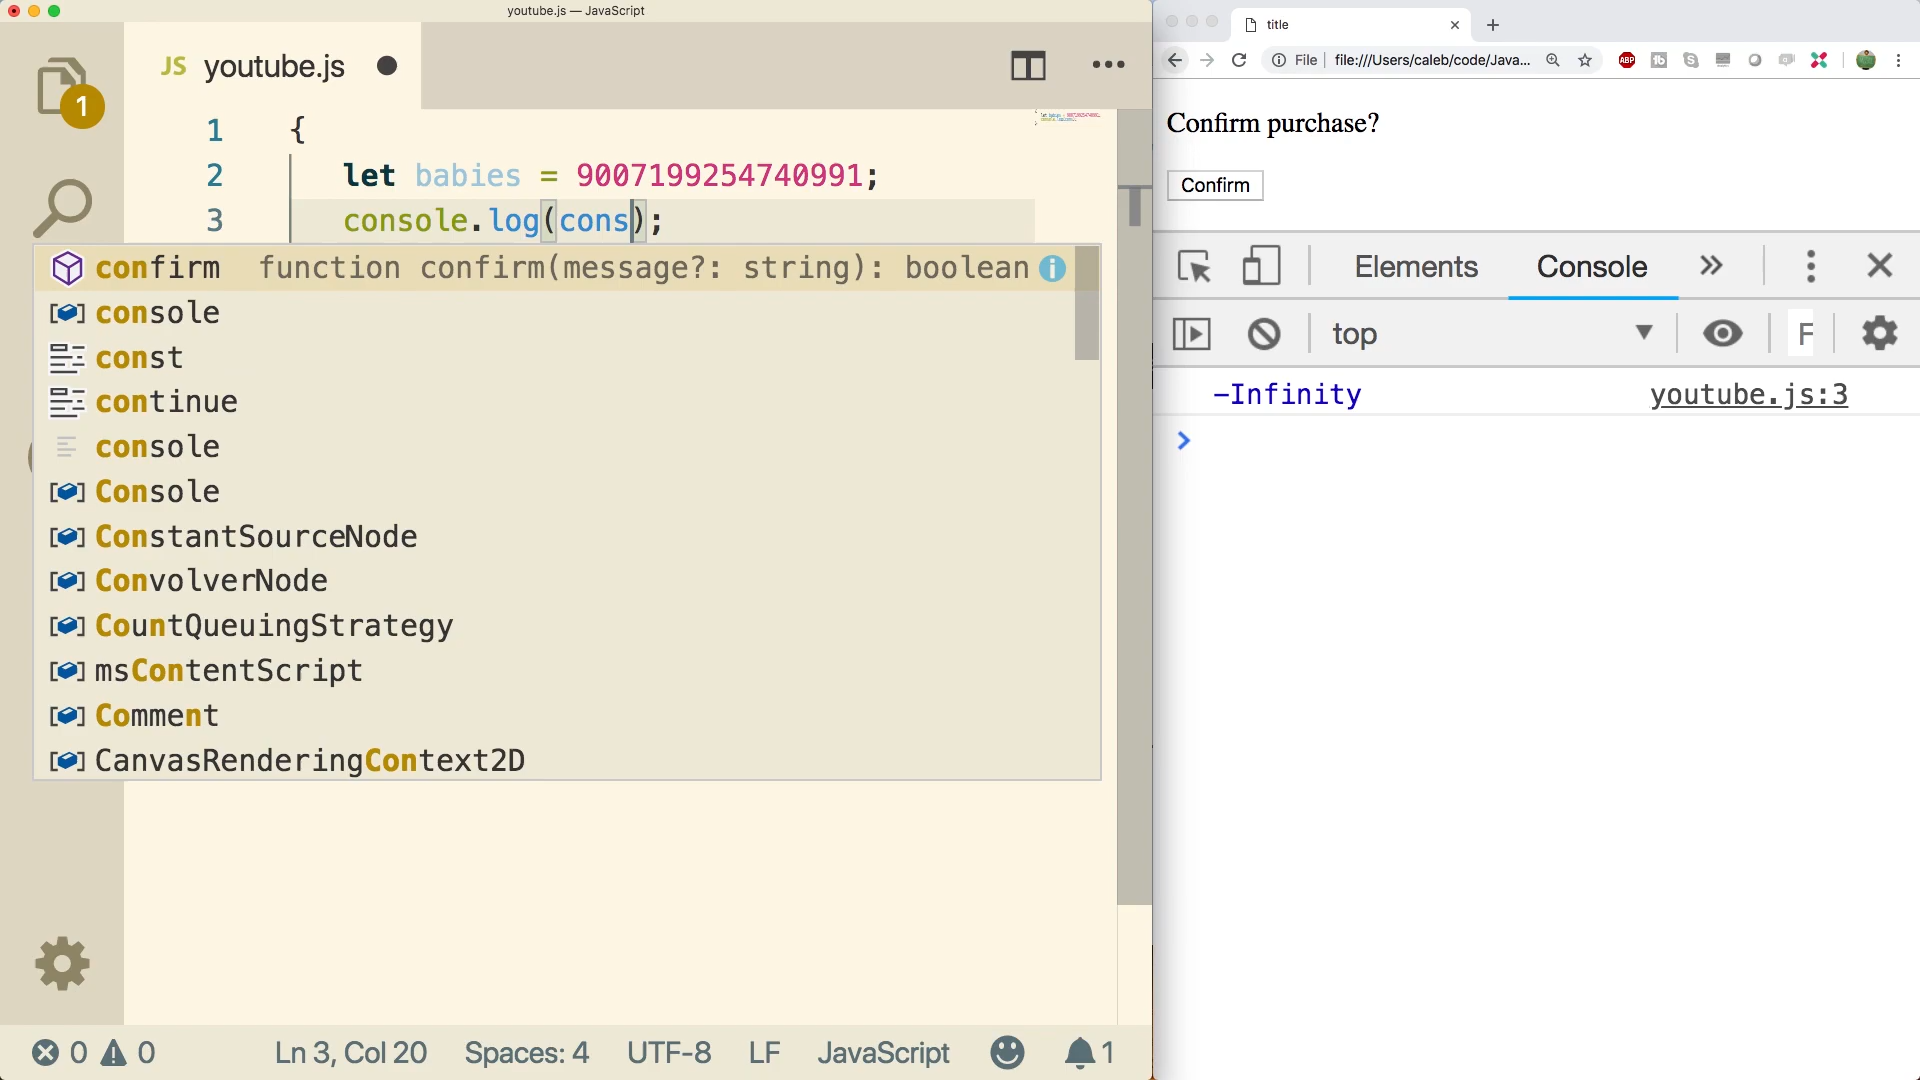 youtube.js — JavaScript
JS youtube.js
1
1 {
2 let babies = 9007199254740991;
3 console.log(cons);
confirm function confirm(message?: string): boolean
console
const
continue
console
Console
ConstantSourceNode
ConvolverNode
CountQueuingStrategy
msContentScript
Comment
CanvasRenderingContext2D
0 0 Ln 3, Col 20 Spaces: 4 UTF-8 LF JavaScript 1
title
File file:///Users/caleb/code/Java...
ABP
Confirm purchase?
Confirm
Elements Console
top F
-Infinity youtube.js:3